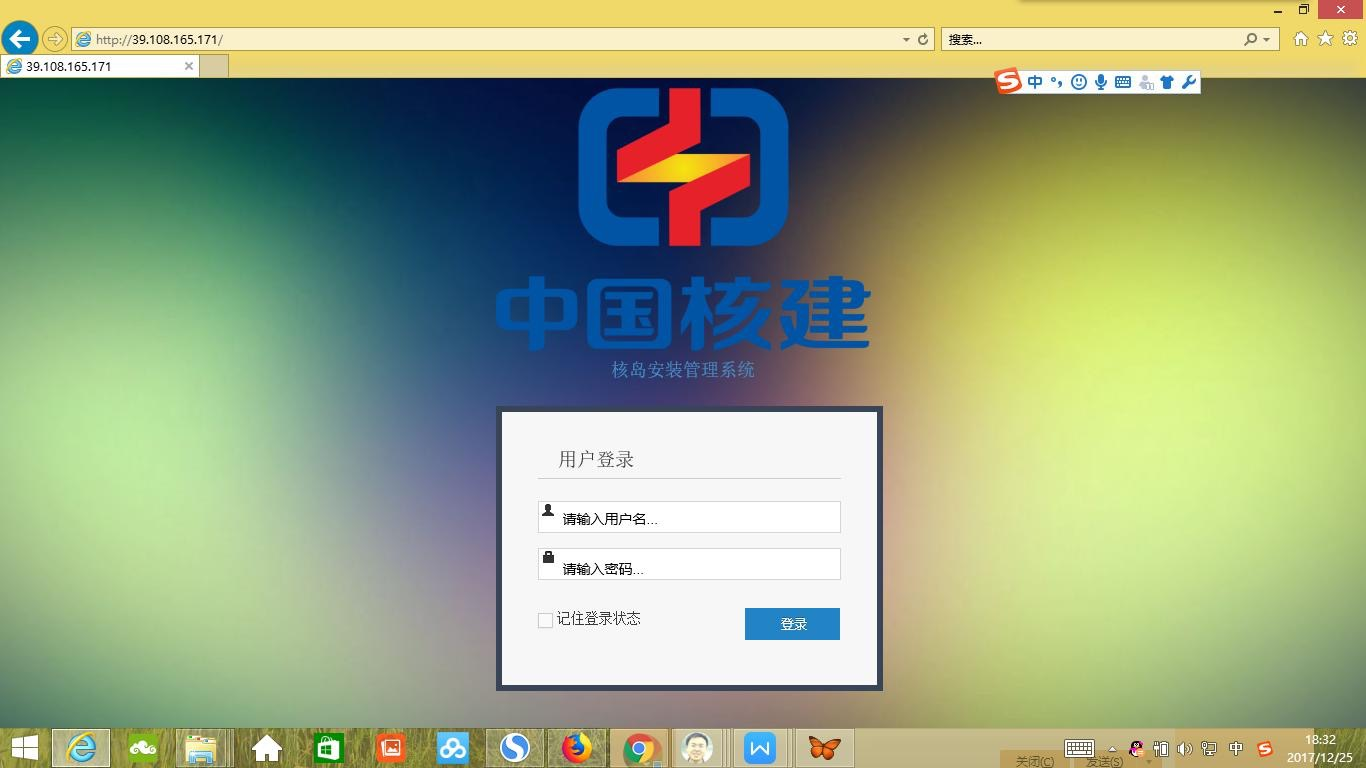 http://39.108.165.171/
搜索...
39.108.165.171
中
中国核建
核岛安装管理系统
用户登录
请输入用户名...
请输入密码...
记住登录状态
登录
中
18:32
关闭(C)
发送(S)
2017/12/25